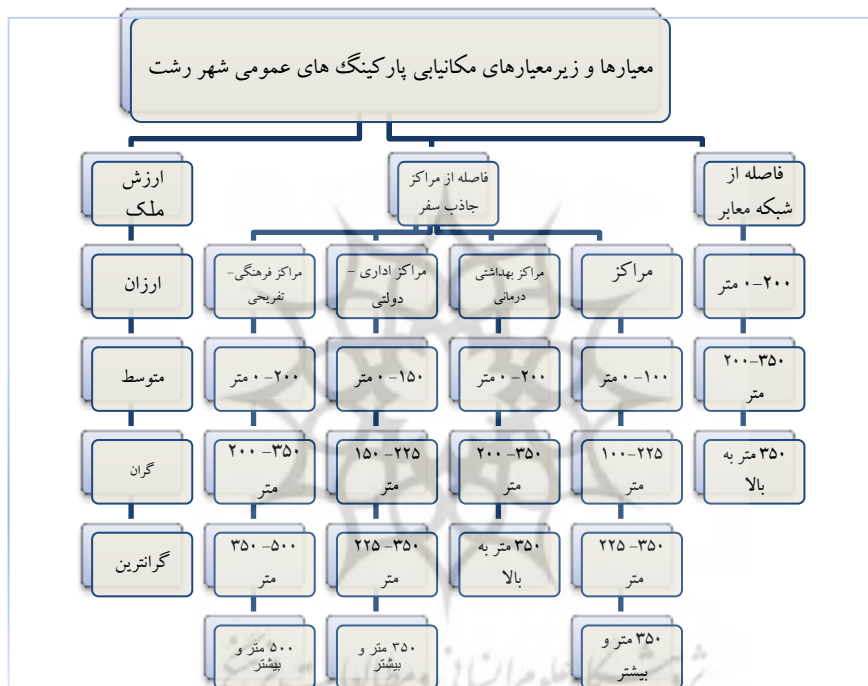 معیارها و زیرمعیارهای مکانیابی پارکینگ های عمومی شهر رشت
فاصله از
شبکه معابر
فاصله از مراکز
جاذب سفر
ارزش
ملک
۰-۲۰۰ متر
۲۰۰-۳۵۰
متر
۳۵۰ متر به
بالا
مراکز
۰-۱۰۰ متر
۱۰۰-۲۲۵
متر
۲۲۵-۳۵۰
متر
۳۵۰ متر و
بیشتر
مراکز بهداشتی
درمانی
۰-۲۰۰ متر
۲۰۰-۳۵۰
متر
۳۵۰ متر به
بالا
مراکز اداری -
دولتی
۰-۱۵۰ متر
۱۵۰-۲۲۵
متر
۲۲۵-۳۵۰
متر
۳۵۰ متر و
بیشتر
مراکز فرهنگی-
تفریحی
۰-۲۰۰ متر
۲۰۰-۳۵۰
متر
۳۵۰-۵۰۰
متر
۵۰۰ متر و
بیشتر
ارزان
متوسط
گران
گرانترین